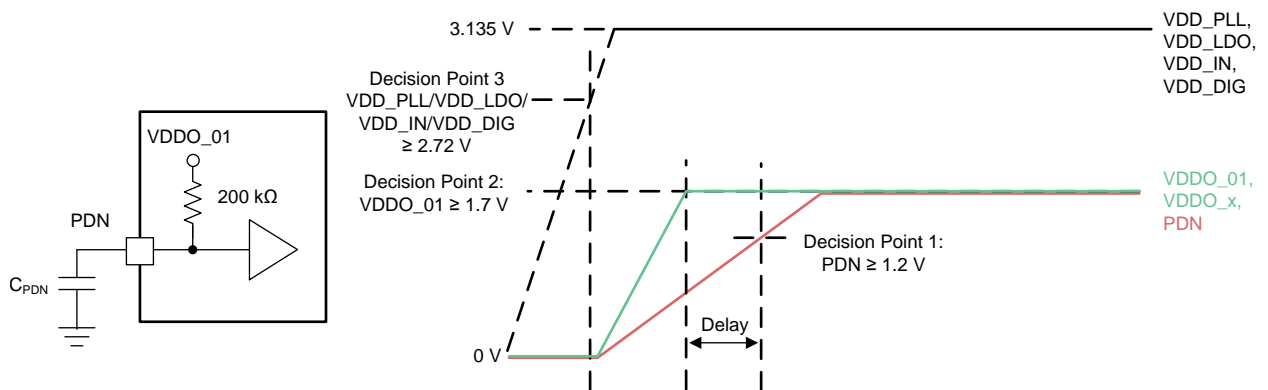 3.135 V
VDD_PLL,
VDD_LDO,
VDD_IN,
VDD_DIG
Decision Point 3
VDD_PLL/VDD_LDO/
VDD_IN/VDD_DIG
≥ 2.72 V
VDDO_01
200 kΩ
PDN
CPDN
Decision Point 2:
VDDO_01 ≥ 1.7 V
VDDO_01,
VDDO_x,
PDN
Decision Point 1:
PDN ≥ 1.2 V
Delay
0 V